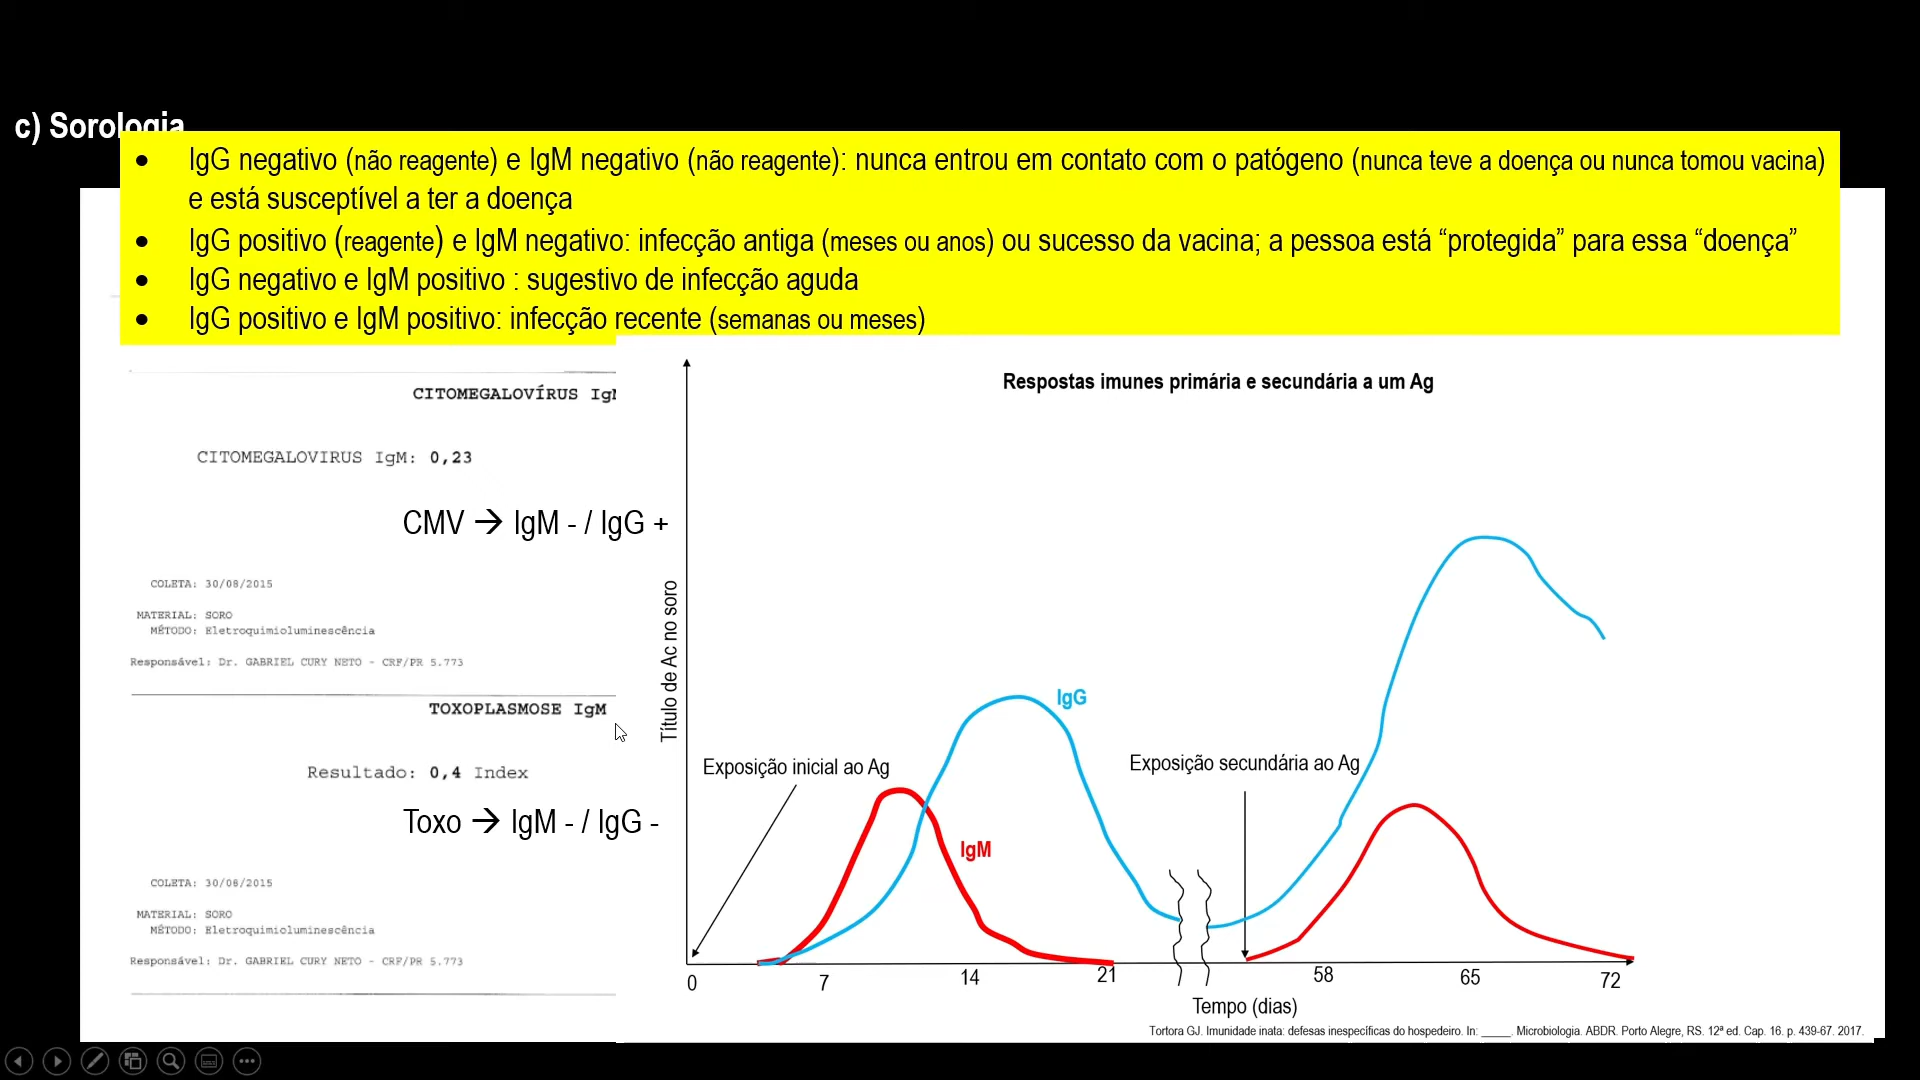 c) Sorologia
• IgG negativo (não reagente) e IgM negativo (não reagente): nunca entrou em contato com o patógeno (nunca teve a doença ou nunca tomou vacina)
e está susceptível a ter a doença
• IgG positivo (reagente) e IgM negativo: infecção antiga (meses ou anos) ou sucesso da vacina; a pessoa está “protegida” para essa “doença”
• IgG negativo e IgM positivo : sugestivo de infecção aguda
• IgG positivo e IgM positivo: infecção recente (semanas ou meses)
CITOMEGALOVÍRUS IgM
CITOMEGALOVIRUS IgM: 0,23
CMV → IgM - / IgG +
COLETA: 30/08/2015
MATERIAL: SORO
MÉTODO: Eletroquimioluminescência
Responsável: Dr. GABRIEL CURY NETO - CRF/PR 5.773
TOXOPLASMOSE IgM
Resultado: 0,4 Index
Toxo → IgM - / IgG -
COLETA: 30/08/2015
MATERIAL: SORO
MÉTODO: Eletroquimioluminescência
Responsável: Dr. GABRIEL CURY NETO - CRF/PR 5.773
Respostas imunes primária e secundária a um Ag
Título de Ac no soro
IgG
Exposição inicial ao Ag
Exposição secundária ao Ag
IgM
0 7 14 21 58 65 72
Tempo (dias)
Tortora GJ. Imunidade inata: defesas inespecíficas do hospedeiro. In: _____. Microbiologia. ABDR. Porto Alegre, RS. 12ª ed. Cap. 16. p. 439-67. 2017.